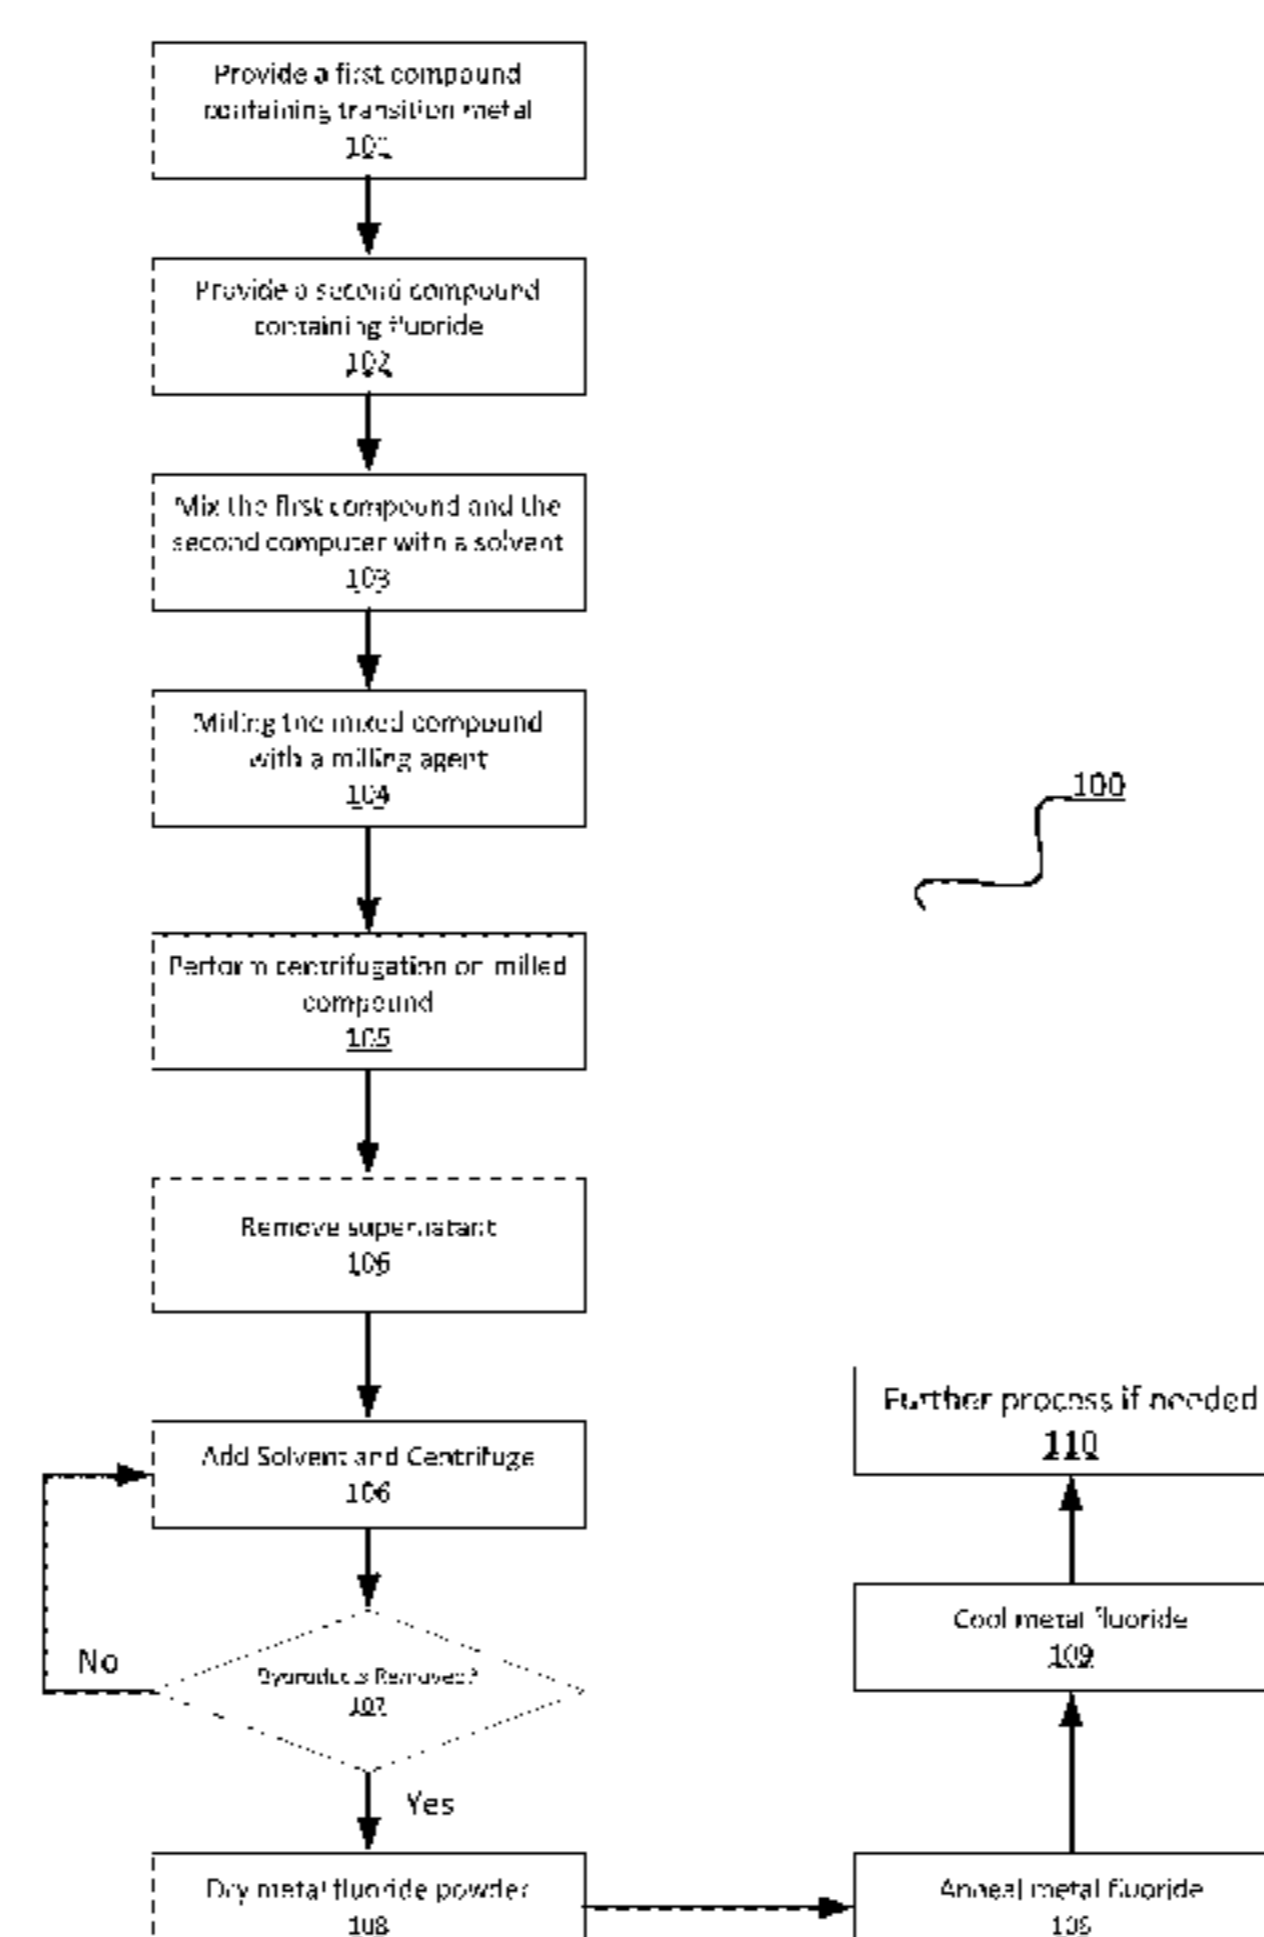 Provide a first compound
containing transition metal
101
Provide a second compound
containing fluoride
102
Mix the first compound and the
second computer with a solvent
103
Milling the mixed compound
with a milling agent
104
100
Perform centrifugation on milled
compound
105
Remove supernatant
106
Add Solvent and Centrifuge
106
Byproducts Removed?
107
No
Yes
Dry metal fluoride powder
108
Anneal metal fluoride
Cool metal fluoride
109
Further process if needed
110